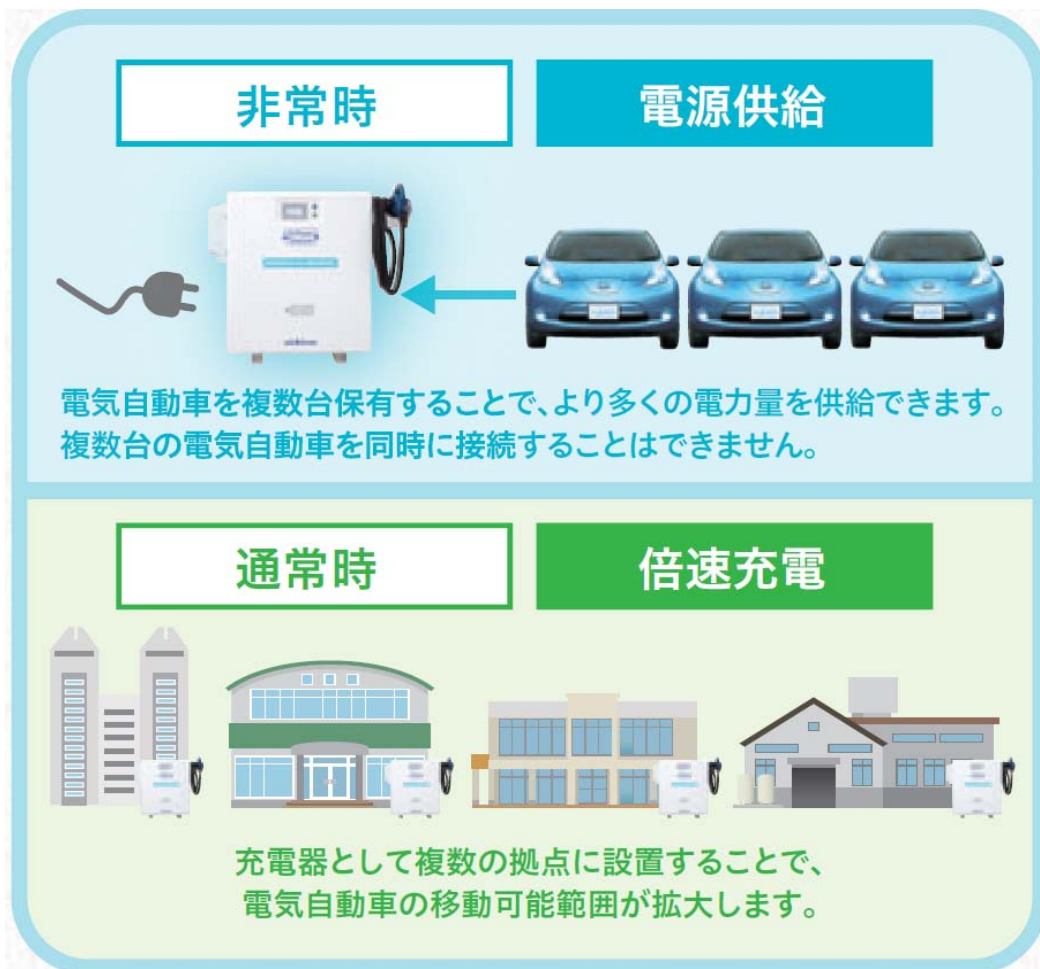 非常時
電源供給
電気自動車を複数台保有することで、より多くの電力量を供給できます。
複数台の電気自動車を同時に接続することはできません。
通常時
倍速充電
充電器として複数の拠点に設置することで、
電気自動車の移動可能範囲が拡大します。